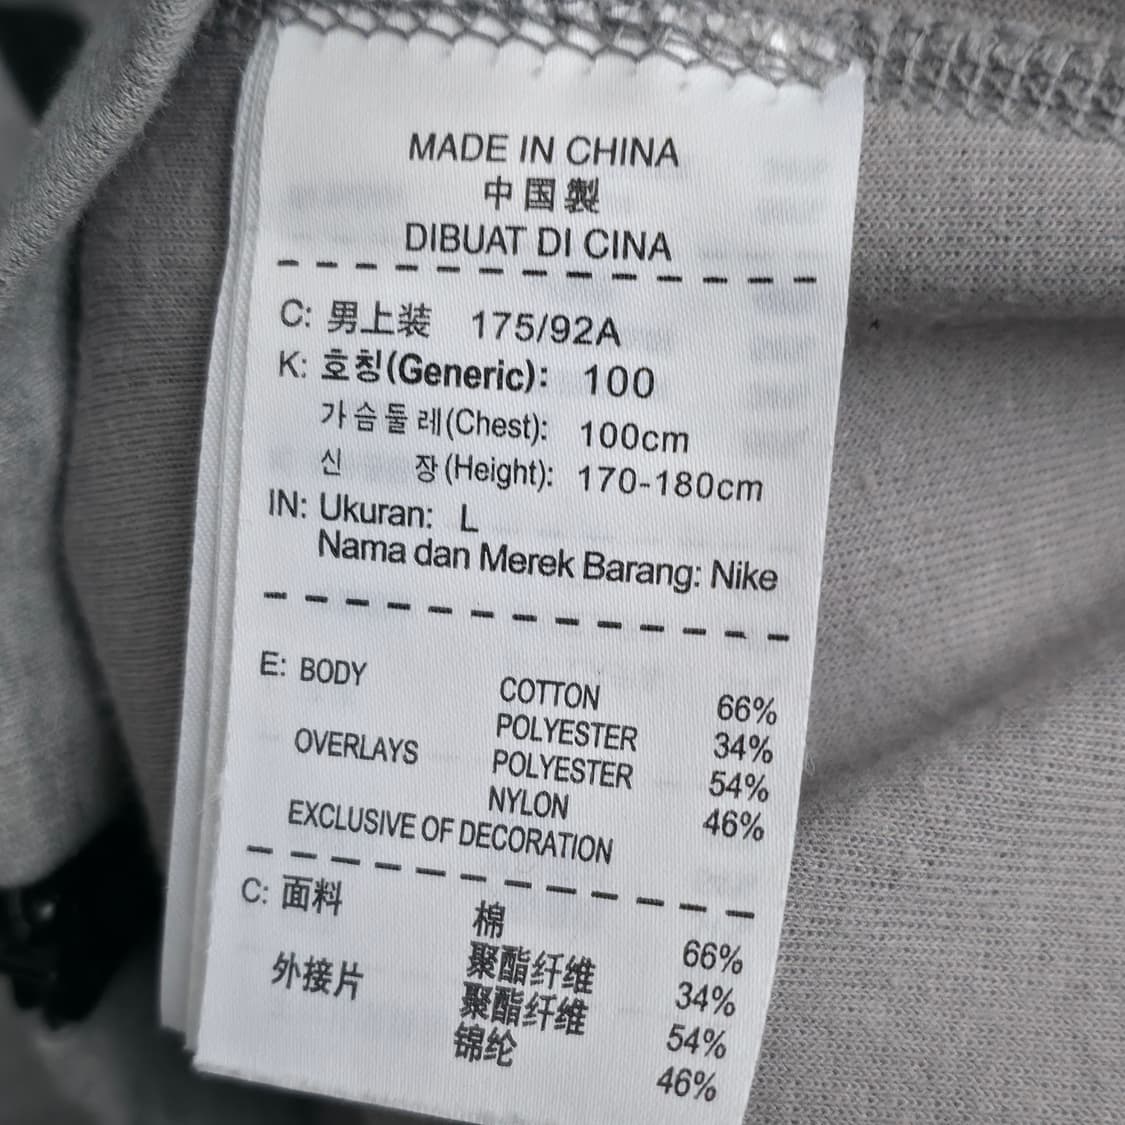 MADE IN CHINA
中国製
DIBUAT DI CINA
C: 男上装 175/92A
K: 호칭(Generic): 100
가슴둘레(Chest): 100cm
신 장(Height): 170-180cm
IN: Ukuran: L
Nama dan Merek Barang: Nike
E: BODY COTTON 66%
POLYESTER 34%
OVERLAYS POLYESTER 54%
NYLON 46%
EXCLUSIVE OF DECORATION
C: 面料 棉 66%
聚酯纤维 34%
外接片 聚酯纤维 54%
锦纶 46%